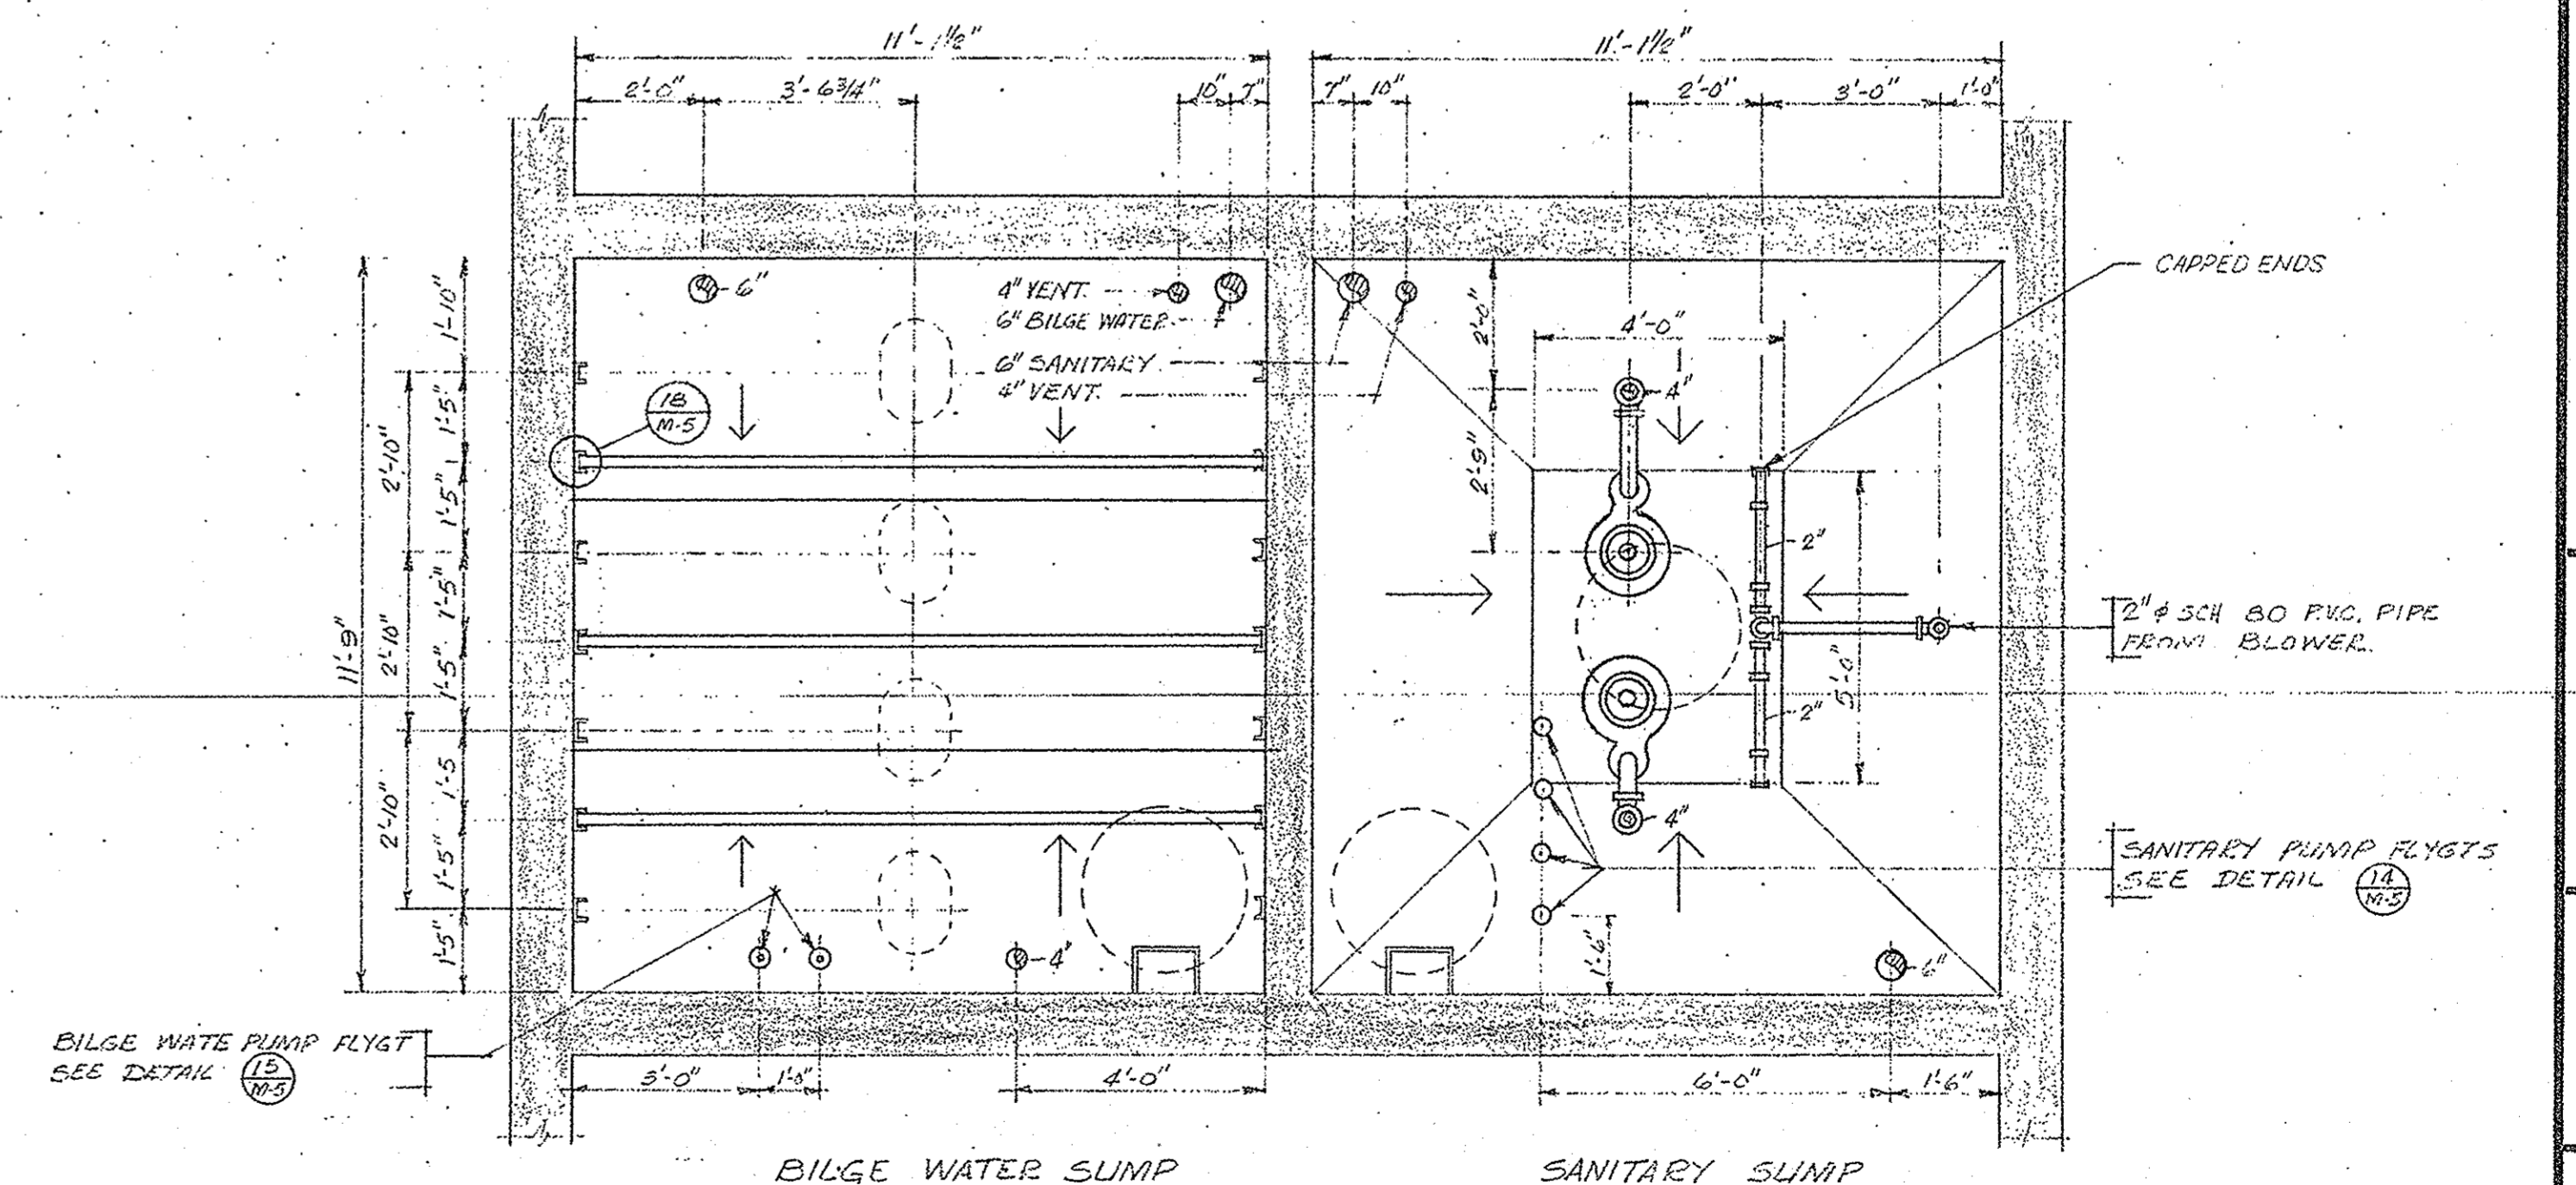 11'-1 1/2"
11'-1 1/2"
2'-0"
3'-6 3/4"
10"
7"
7"
10"
2'-0"
3'-0"
1'-0"
6"
4" VENT.
6" BILGE WATER
6" SANITARY
4" VENT.
CAPPED ENDS
18
M-5
11'-9"
2'-10"
2'-10"
2'-10"
1'-10"
1'-5"
1'-5"
1'-5"
1'-5"
1'-5
1'-5"
1'-5"
2'-0"
2'-9"
4'-0"
4"
2"
2"
5'-0"
4"
2" ϕ SCH 80 P.V.C. PIPE
FROM BLOWER.
SANITARY PUMP FLYGTS
SEE DETAIL 14
M-5
4"
1'-6"
6"
BILGE WATE PUMP FLYGT
SEE DETAIL 15
M-5
1'-0"
4'-0"
6'-0"
1'-6"
BILGE WATER SUMP
SANITARY SUMP